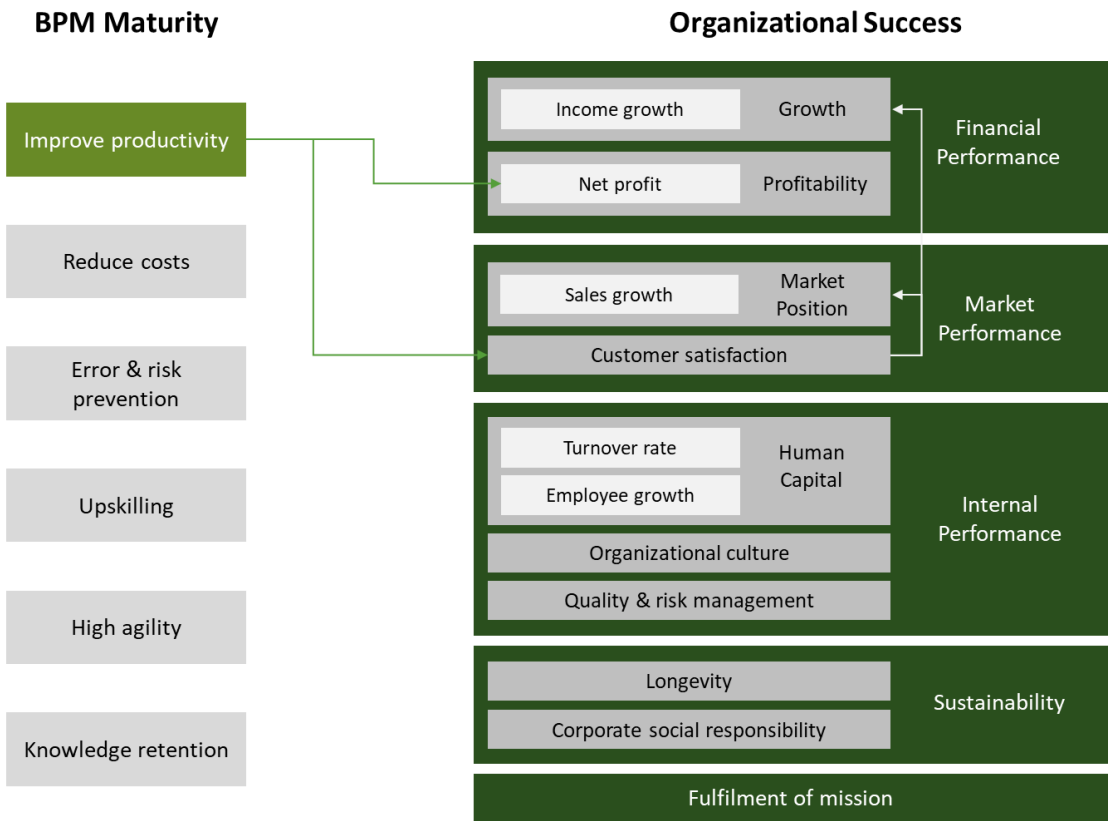 BPM Maturity
Organizational Success
Improve productivity
Reduce costs
Error & risk
prevention
Upskilling
High agility
Knowledge retention
Income growth
Growth
Net profit
Profitability
Financial
Performance
Sales growth
Market
Position
Customer satisfaction
Market
Performance
Turnover rate
Employee growth
Human
Capital
Organizational culture
Quality & risk management
Internal
Performance
Longevity
Corporate social responsibility
Sustainability
Fulfilment of mission